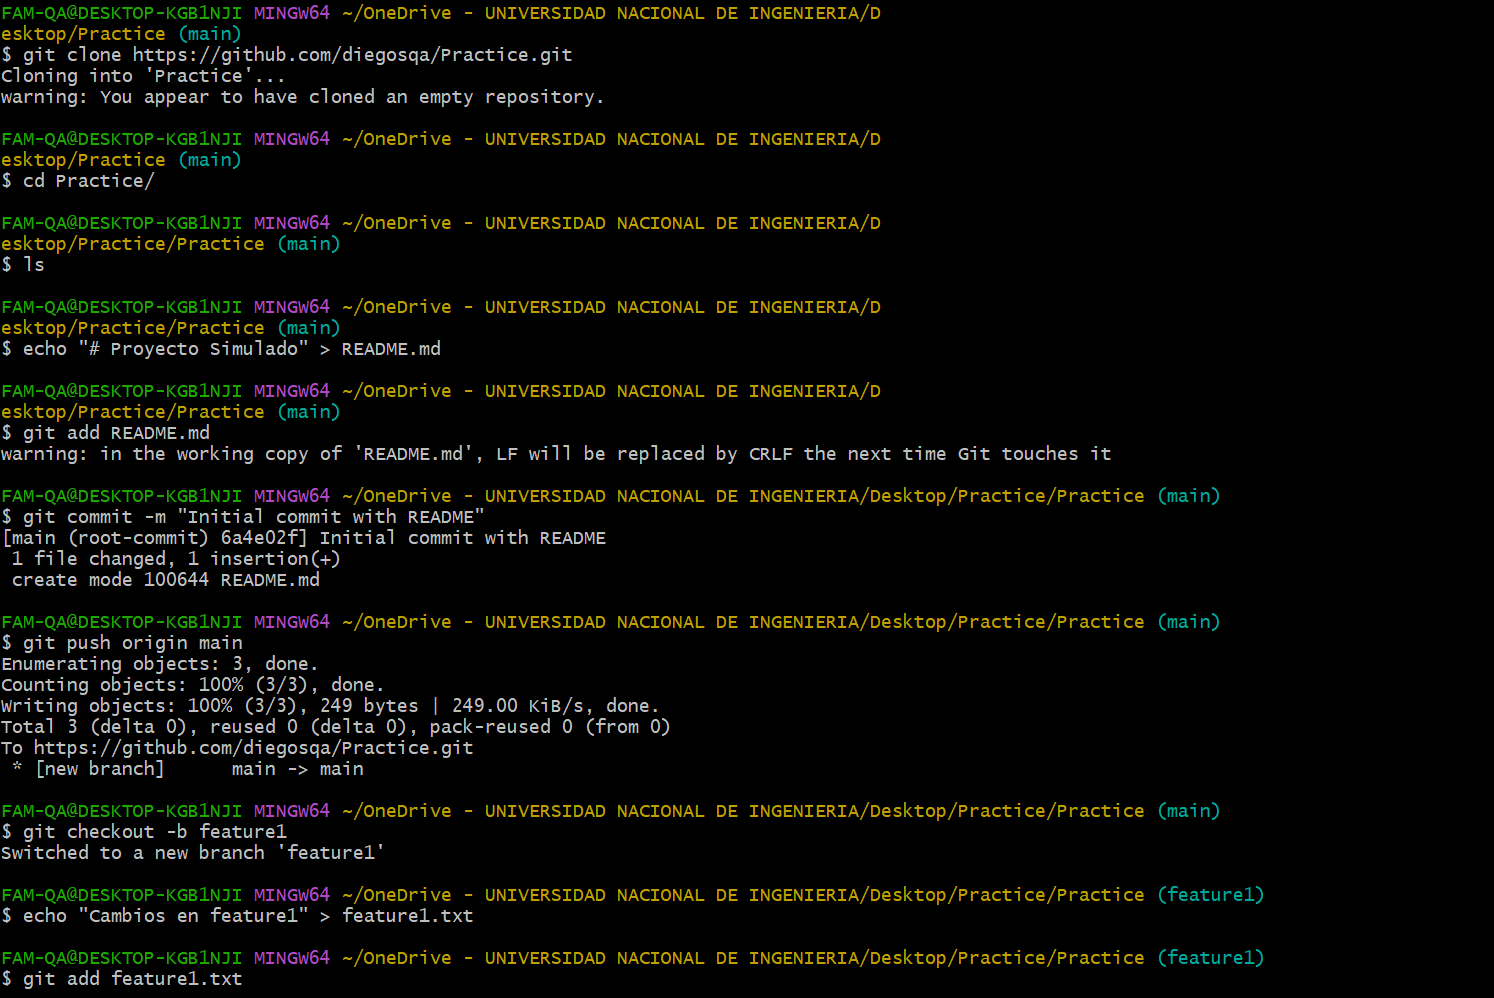 FAM-QA@DESKTOP-KGB1NJI MINGW64 ~/OneDrive - UNIVERSIDAD NACIONAL DE INGENIERIA/D
esktop/Practice (main)
$ git clone https://github.com/diegosqa/Practice.git
Cloning into 'Practice'...
warning: You appear to have cloned an empty repository.
FAM-QA@DESKTOP-KGB1NJI MINGW64 ~/OneDrive - UNIVERSIDAD NACIONAL DE INGENIERIA/D
esktop/Practice (main)
$ cd Practice/
FAM-QA@DESKTOP-KGB1NJI MINGW64 ~/OneDrive - UNIVERSIDAD NACIONAL DE INGENIERIA/D
esktop/Practice/Practice (main)
$ ls
FAM-QA@DESKTOP-KGB1NJI MINGW64 ~/OneDrive - UNIVERSIDAD NACIONAL DE INGENIERIA/D
esktop/Practice/Practice (main)
$ echo "# Proyecto Simulado" > README.md
FAM-QA@DESKTOP-KGB1NJI MINGW64 ~/OneDrive - UNIVERSIDAD NACIONAL DE INGENIERIA/D
esktop/Practice/Practice (main)
$ git add README.md
warning: in the working copy of 'README.md', LF will be replaced by CRLF the next time Git touches it
FAM-QA@DESKTOP-KGB1NJI MINGW64 ~/OneDrive - UNIVERSIDAD NACIONAL DE INGENIERIA/Desktop/Practice/Practice (main)
$ git commit -m "Initial commit with README"
[main (root-commit) 6a4e02f] Initial commit with README
 1 file changed, 1 insertion(+)
 create mode 100644 README.md
FAM-QA@DESKTOP-KGB1NJI MINGW64 ~/OneDrive - UNIVERSIDAD NACIONAL DE INGENIERIA/Desktop/Practice/Practice (main)
$ git push origin main
Enumerating objects: 3, done.
Counting objects: 100% (3/3), done.
Writing objects: 100% (3/3), 249 bytes | 249.00 KiB/s, done.
Total 3 (delta 0), reused 0 (delta 0), pack-reused 0 (from 0)
To https://github.com/diegosqa/Practice.git
 * [new branch]      main -> main
FAM-QA@DESKTOP-KGB1NJI MINGW64 ~/OneDrive - UNIVERSIDAD NACIONAL DE INGENIERIA/Desktop/Practice/Practice (main)
$ git checkout -b feature1
Switched to a new branch 'feature1'
FAM-QA@DESKTOP-KGB1NJI MINGW64 ~/OneDrive - UNIVERSIDAD NACIONAL DE INGENIERIA/Desktop/Practice/Practice (feature1)
$ echo "Cambios en feature1" > feature1.txt
FAM-QA@DESKTOP-KGB1NJI MINGW64 ~/OneDrive - UNIVERSIDAD NACIONAL DE INGENIERIA/Desktop/Practice/Practice (feature1)
$ git add feature1.txt